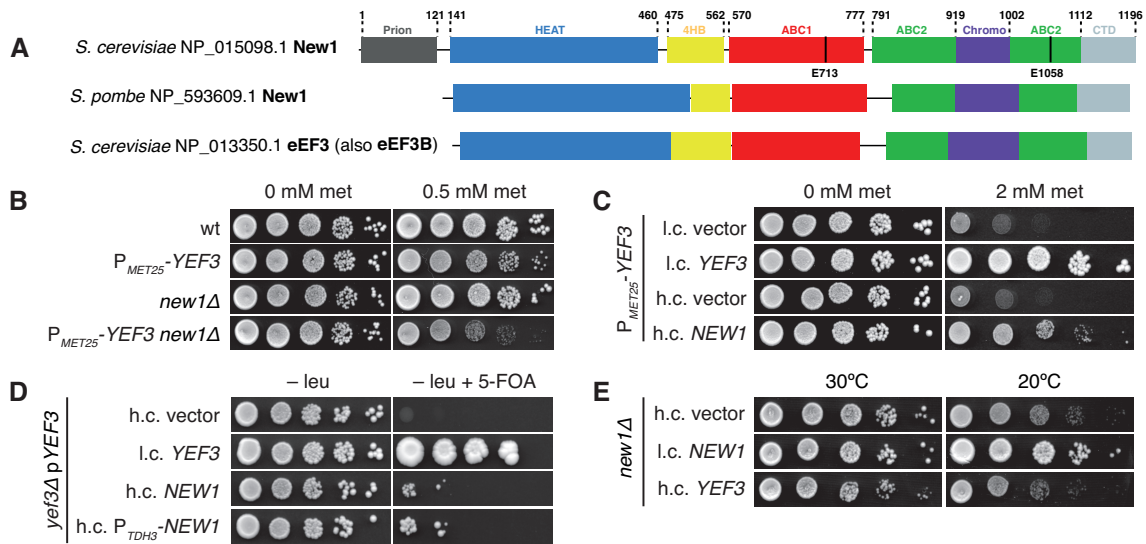 1 121 141 460 475 562 570 777 791 919 1002 1112 1196
A
Prion HEAT 4HB ABC1 ABC2 Chromo ABC2 CTD
S. cerevisiae NP_015098.1 New1
E713 E1058
S. pombe NP_593609.1 New1
S. cerevisiae NP_013350.1 eEF3 (also eEF3B)
B
0 mM met 0.5 mM met
wt
P_MET25-YEF3
new1Δ
P_MET25-YEF3 new1Δ
C
0 mM met 2 mM met
P_MET25-YEF3
l.c. vector
l.c. YEF3
h.c. vector
h.c. NEW1
D
– leu – leu + 5-FOA
yef3Δ pYEF3
h.c. vector
l.c. YEF3
h.c. NEW1
h.c. P_TDH3-NEW1
E
30ºC 20ºC
new1Δ
h.c. vector
l.c. NEW1
h.c. YEF3